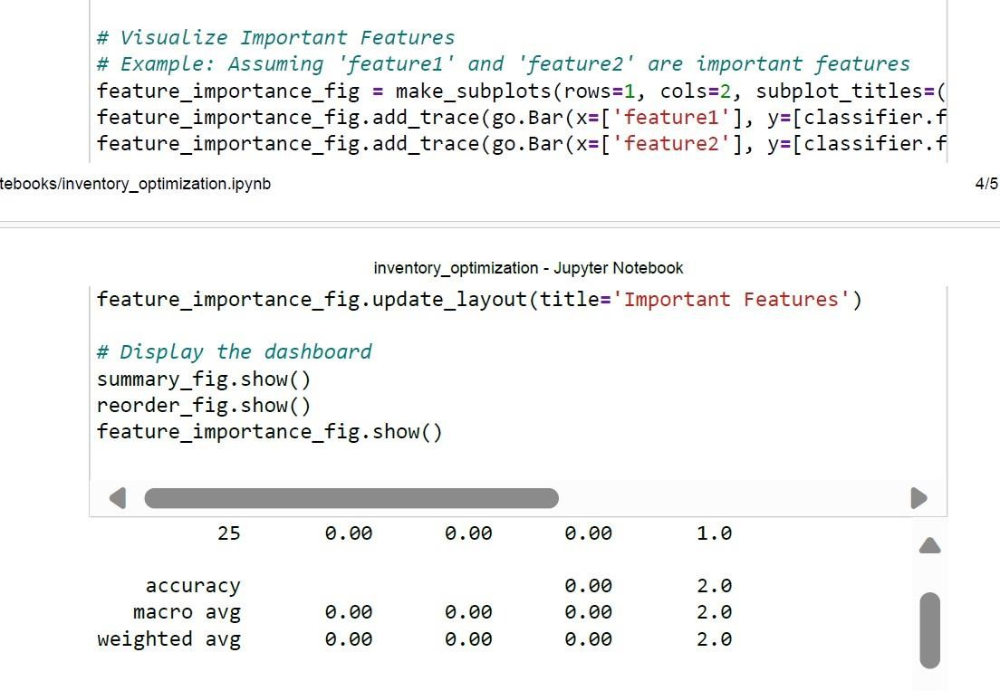 # Visualize Important Features
# Example: Assuming 'feature1' and 'feature2' are important features
feature_importance_fig = make_subplots(rows=1, cols=2, subplot_titles=(
feature_importance_fig.add_trace(go.Bar(x=['feature1'], y=[classifier.f
feature_importance_fig.add_trace(go.Bar(x=['feature2'], y=[classifier.f
tebooks/inventory_optimization.ipynb 4/5
inventory_optimization - Jupyter Notebook
feature_importance_fig.update_layout(title='Important Features')
# Display the dashboard
summary_fig.show()
reorder_fig.show()
feature_importance_fig.show()
25 0.00 0.00 0.00 1.0
accuracy 0.00 2.0
macro avg 0.00 0.00 0.00 2.0
weighted avg 0.00 0.00 0.00 2.0